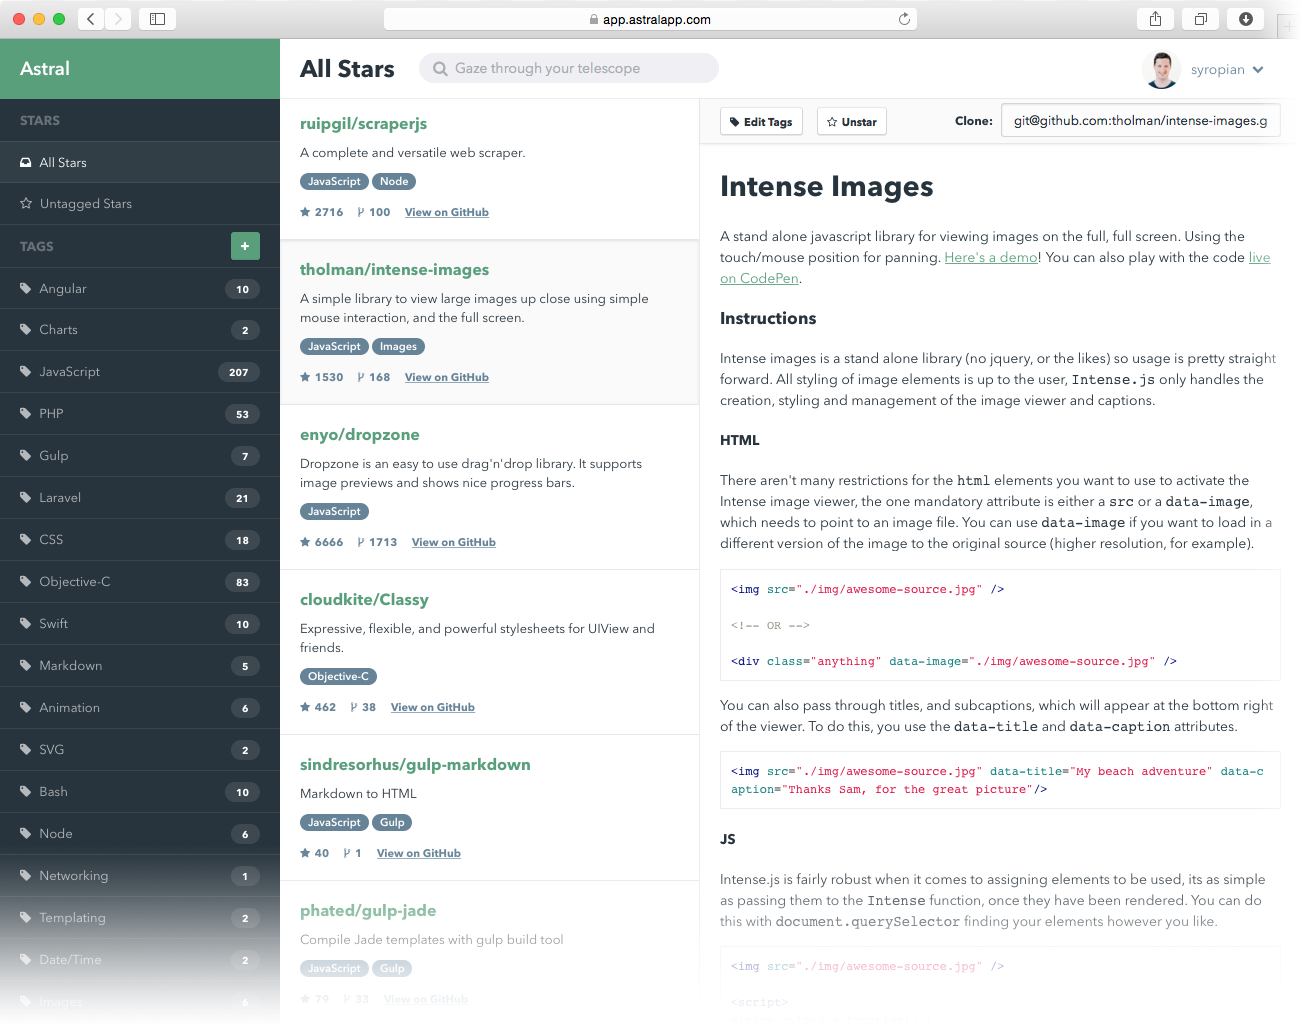 app.astralapp.com
Astral
STARS
All Stars
Untagged Stars
TAGS
+
Angular 10
Charts 2
JavaScript 207
PHP 53
Gulp 7
Laravel 21
CSS 18
Objective-C 83
Swift 10
Markdown 5
Animation 6
SVG 2
Bash 10
Node 6
Networking 1
Templating 2
Date/Time 2
Images 6
All Stars
Gaze through your telescope
syropian
ruipgil/scraperjs
A complete and versatile web scraper.
JavaScript Node
2716 100 View on GitHub
tholman/intense-images
A simple library to view large images up close using simple
mouse interaction, and the full screen.
JavaScript Images
1530 168 View on GitHub
enyo/dropzone
Dropzone is an easy to use drag'n'drop library. It supports
image previews and shows nice progress bars.
JavaScript
6666 1713 View on GitHub
cloudkite/Classy
Expressive, flexible, and powerful stylesheets for UIView and
friends.
Objective-C
462 38 View on GitHub
sindresorhus/gulp-markdown
Markdown to HTML
JavaScript Gulp
40 1 View on GitHub
phated/gulp-jade
Compile Jade templates with gulp build tool
JavaScript Gulp
79 33 View on GitHub
Edit Tags Unstar Clone: git@github.com:tholman/intense-images.g
Intense Images
A stand alone javascript library for viewing images on the full, full screen. Using the
touch/mouse position for panning. Here's a demo! You can also play with the code live
on CodePen.
Instructions
Intense images is a stand alone library (no jquery, or the likes) so usage is pretty straight
forward. All styling of image elements is up to the user, Intense.js only handles the
creation, styling and management of the image viewer and captions.
HTML
There aren't many restrictions for the html elements you want to use to activate the
Intense image viewer, the one mandatory attribute is either a src or a data-image,
which needs to point to an image file. You can use data-image if you want to load in a
different version of the image to the original source (higher resolution, for example).
<img src="./img/awesome-source.jpg" />
<!-- OR -->
<div class="anything" data-image="./img/awesome-source.jpg" />
You can also pass through titles, and subcaptions, which will appear at the bottom right
of the viewer. To do this, you use the data-title and data-caption attributes.
<img src="./img/awesome-source.jpg" data-title="My beach adventure" data-c
aption="Thanks Sam, for the great picture"/>
JS
Intense.js is fairly robust when it comes to assigning elements to be used, its as simple
as passing them to the Intense function, once they have been rendered. You can do
this with document.querySelector finding your elements however you like.
<img src="./img/awesome-source.jpg" />
<script>